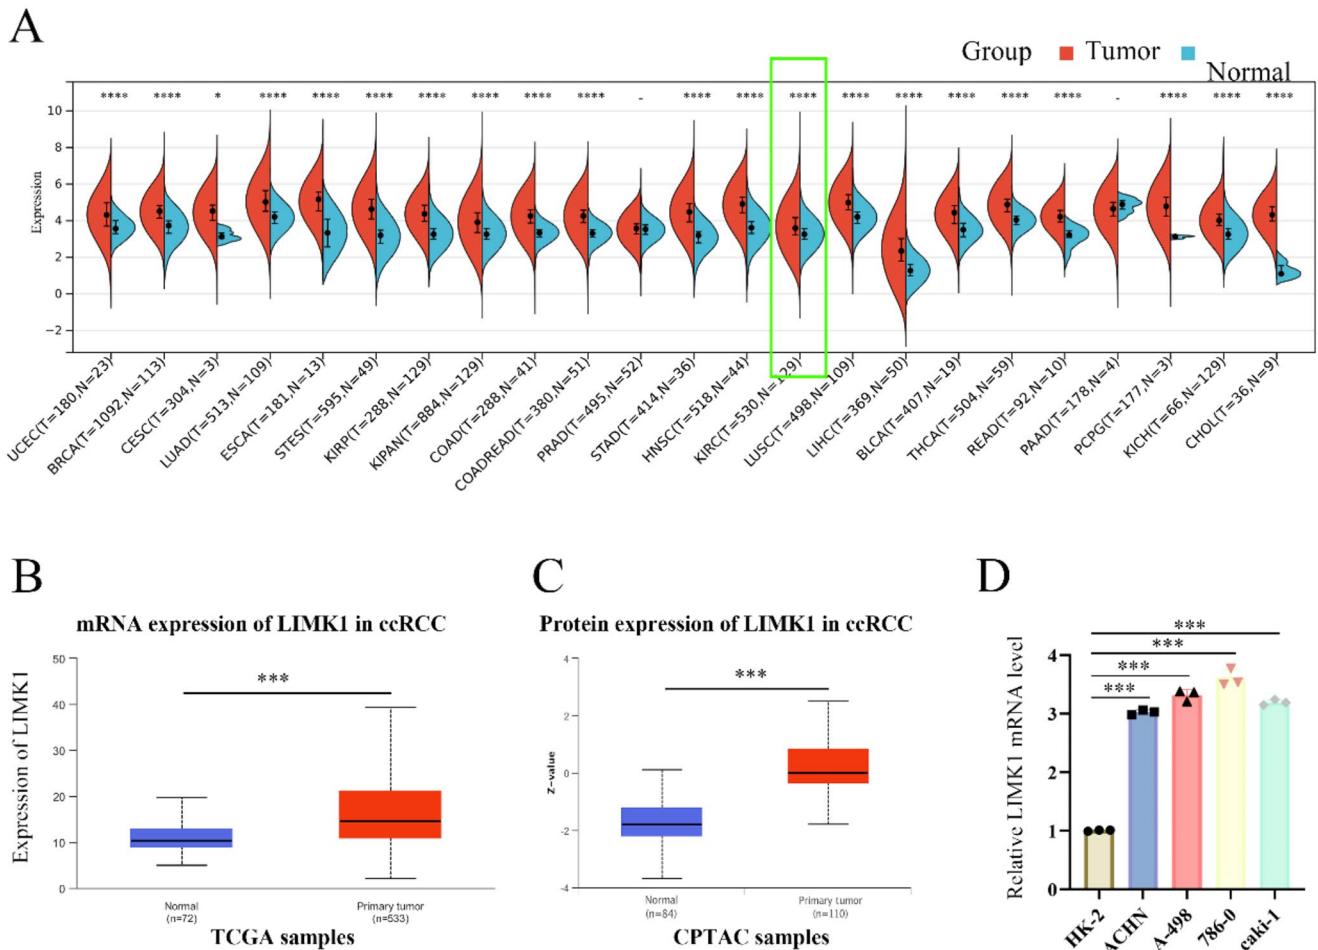 A
Group Tumor Normal
**** **** * **** **** **** **** **** **** **** - **** **** **** **** **** **** **** **** - **** **** ****
Expression
10
8
6
4
2
0
−2
UCEC(T=180,N=23)
BRCA(T=1092,N=113)
CESC(T=304,N=3)
LUAD(T=513,N=109)
ESCA(T=181,N=13)
STES(T=595,N=49)
KIRP(T=288,N=129)
KIPAN(T=884,N=129)
COAD(T=288,N=41)
COADREAD(T=380,N=51)
PRAD(T=495,N=52)
STAD(T=414,N=36)
HNSC(T=518,N=44)
KIRC(T=530,N=129)
LUSC(T=498,N=109)
LIHC(T=369,N=50)
BLCA(T=407,N=19)
THCA(T=504,N=59)
READ(T=92,N=10)
PAAD(T=178,N=4)
PCPG(T=177,N=3)
KICH(T=66,N=129)
CHOL(T=36,N=9)
B
mRNA expression of LIMK1 in ccRCC
Expression of LIMK1
50
40
30
20
10
0
***
Normal
(n=72)
Primary tumor
(n=533)
TCGA samples
C
Protein expression of LIMK1 in ccRCC
Z-value
4
2
0
-2
-4
***
Normal
(n=84)
Primary tumor
(n=110)
CPTAC samples
D
Relative LIMK1 mRNA level
4
3
2
1
0
***
***
***
***
HK-2
ACHN
A-498
786-0
caki-1